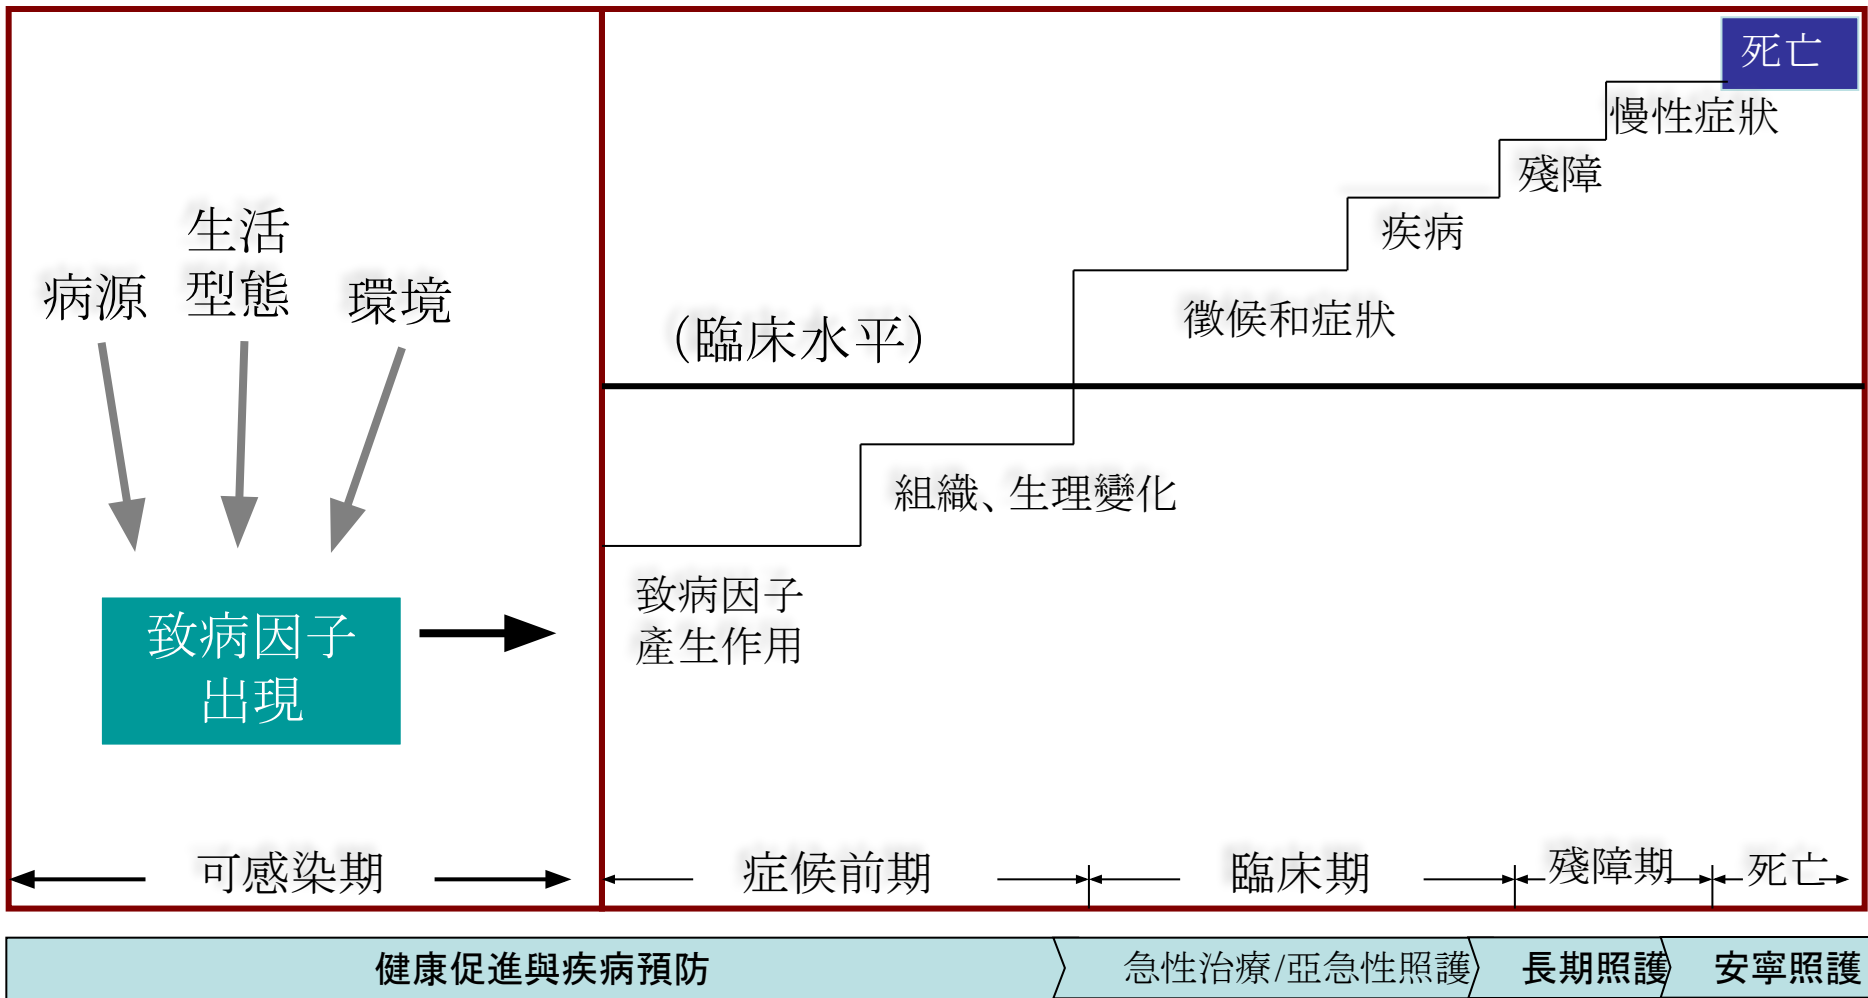 死亡
慢性症狀
殘障
疾病
徵候和症狀
(臨床水平)
生活
型態
病源
環境
組織、生理變化
致病因子
產生作用
致病因子
出現
可感染期
症候前期
臨床期
殘障期
死亡
健康促進與疾病預防
急性治療/亞急性照護
長期照護
安寧照護